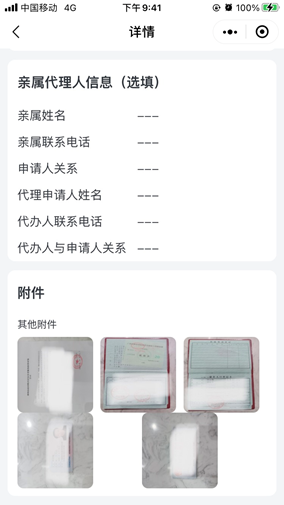 中国移动 4G 下午9:41 100%
详情
亲属代理人信息（选填）
亲属姓名 ---
亲属联系电话 ---
申请人关系 ---
代理申请人姓名 ---
代办人联系电话 ---
代办人与申请人关系 ---
附件
其他附件